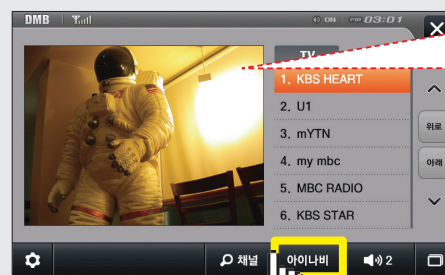 DMB
ON PM 03:01
TV
1. KBS HEART
2. U1
3. mYTN
4. my mbc
5. MBC RADIO
6. KBS STAR
위로
아래
채널
아이나비
2